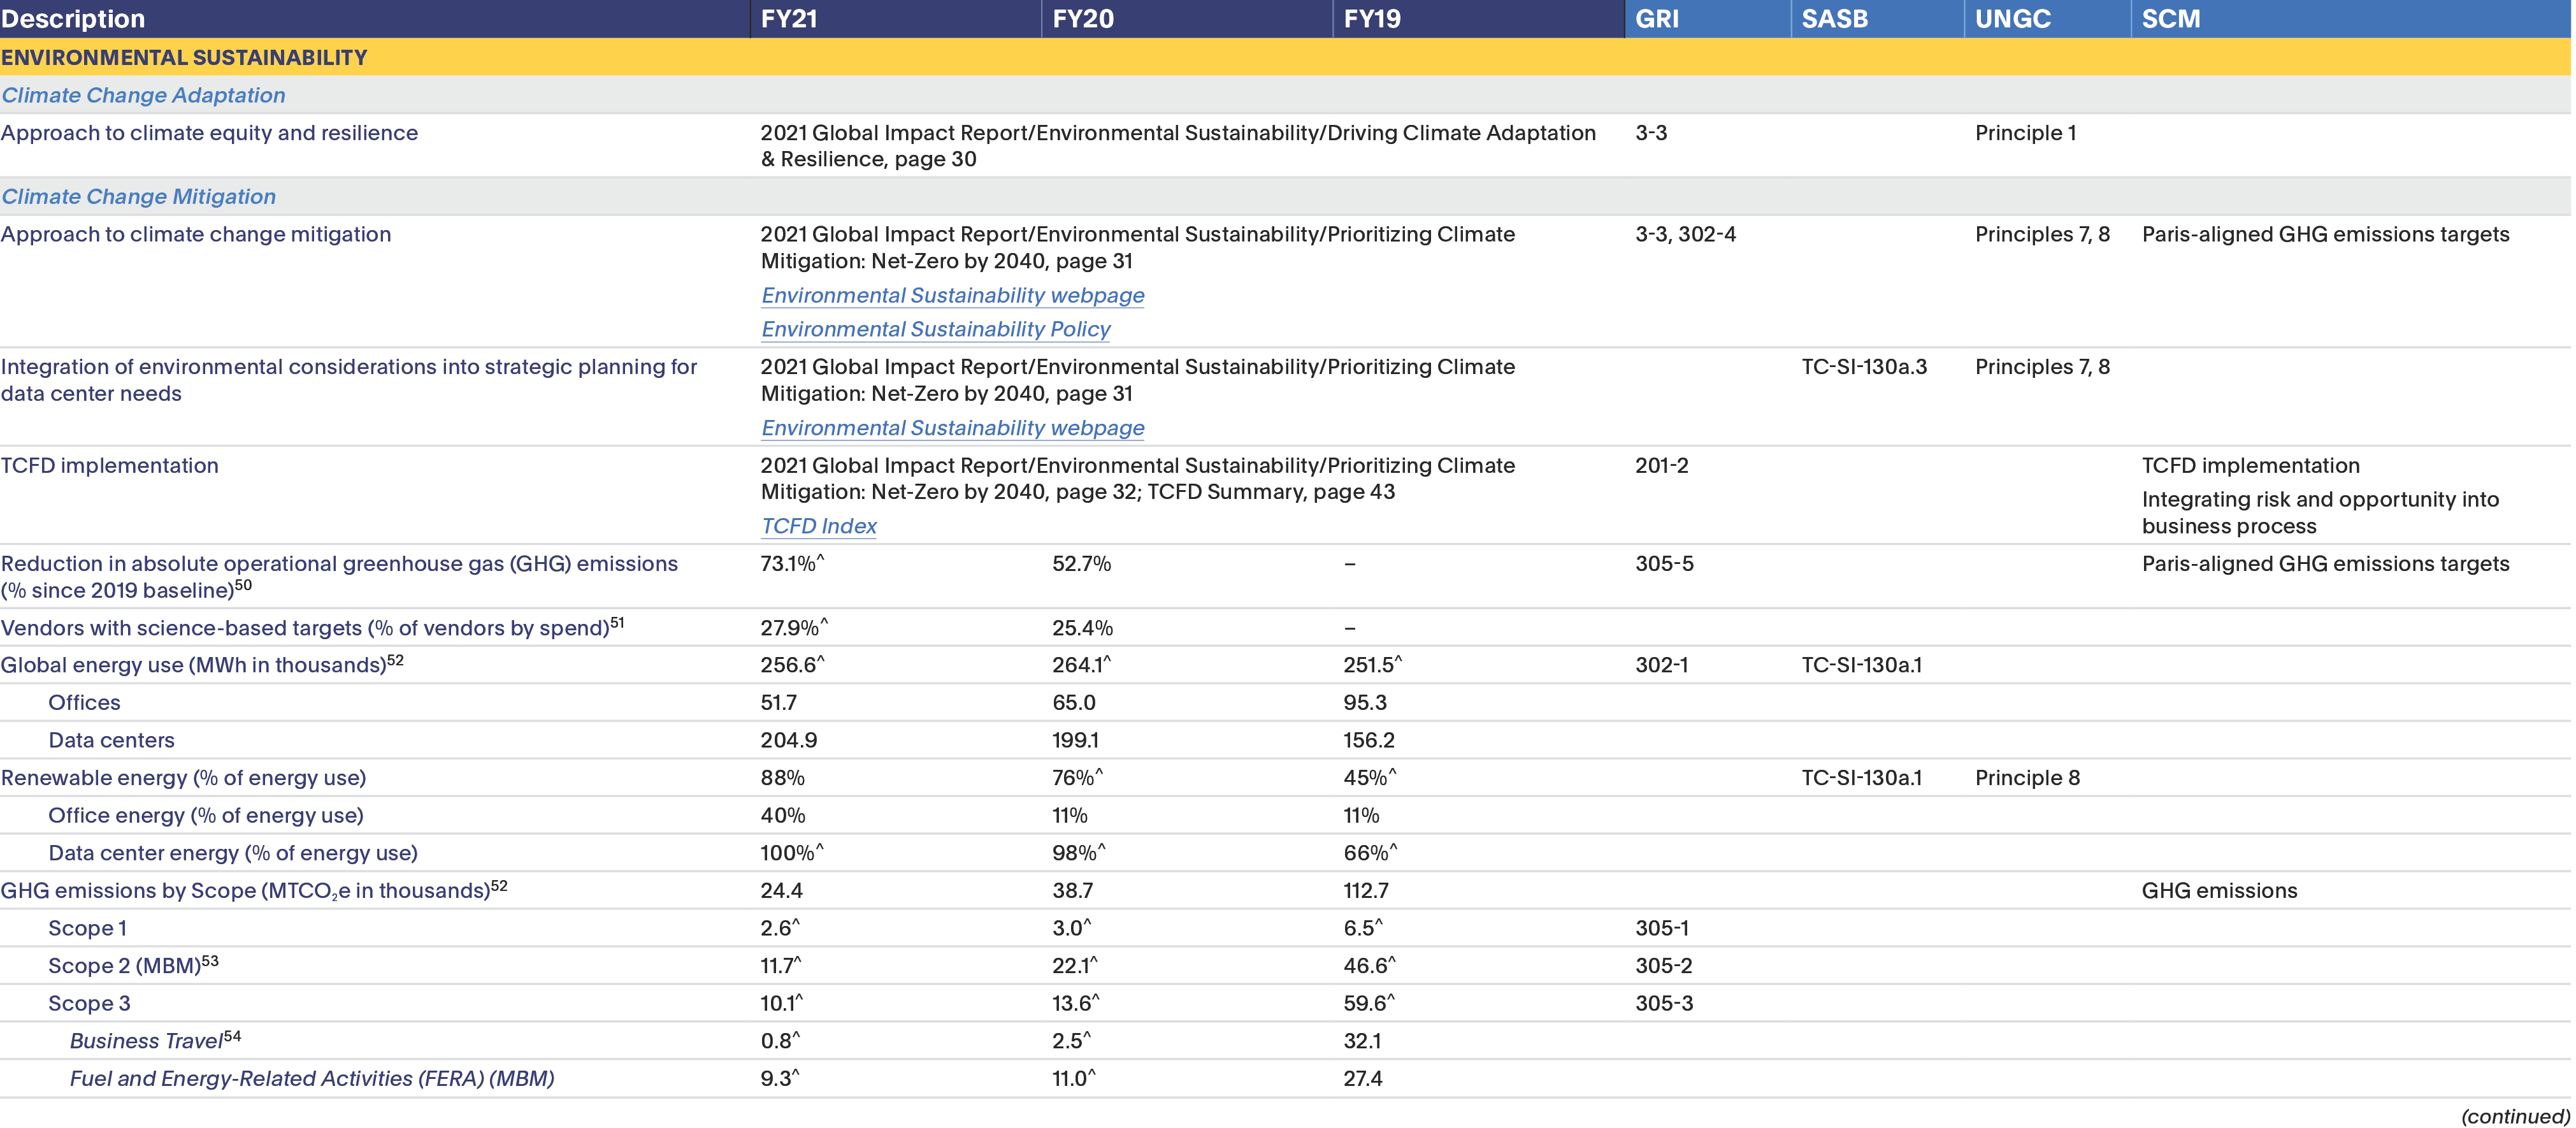 Description FY21 FY20 FY19 GRI SASB UNGC SCM
ENVIRONMENTAL SUSTAINABILITY
Climate Change Adaptation
Approach to climate equity and resilience 2021 Global Impact Report/Environmental Sustainability/Driving Climate Adaptation 3-3 Principle 1
& Resilience, page 30
Climate Change Mitigation
Approach to climate change mitigation 2021 Global Impact Report/Environmental Sustainability/Prioritizing Climate 3-3, 302-4 Principles 7, 8 Paris-aligned GHG emissions targets
Mitigation: Net-Zero by 2040, page 31
Environmental Sustainability webpage
Environmental Sustainability Policy
Integration of environmental considerations into strategic planning for 2021 Global Impact Report/Environmental Sustainability/Prioritizing Climate TC-SI-130a.3 Principles 7, 8
data center needs Mitigation: Net-Zero by 2040, page 31
Environmental Sustainability webpage
TCFD implementation 2021 Global Impact Report/Environmental Sustainability/Prioritizing Climate 201-2 TCFD implementation
Mitigation: Net-Zero by 2040, page 32; TCFD Summary, page 43 Integrating risk and opportunity into
TCFD Index business process
Reduction in absolute operational greenhouse gas (GHG) emissions 73.1%^ 52.7% – 305-5 Paris-aligned GHG emissions targets
(% since 2019 baseline)50
Vendors with science-based targets (% of vendors by spend)51 27.9%^ 25.4% –
Global energy use (MWh in thousands)52 256.6^ 264.1^ 251.5^ 302-1 TC-SI-130a.1
Offices 51.7 65.0 95.3
Data centers 204.9 199.1 156.2
Renewable energy (% of energy use) 88% 76%^ 45%^ TC-SI-130a.1 Principle 8
Office energy (% of energy use) 40% 11% 11%
Data center energy (% of energy use) 100%^ 98%^ 66%^
GHG emissions by Scope (MTCO₂e in thousands)52 24.4 38.7 112.7 GHG emissions
Scope 1 2.6^ 3.0^ 6.5^ 305-1
Scope 2 (MBM)53 11.7^ 22.1^ 46.6^ 305-2
Scope 3 10.1^ 13.6^ 59.6^ 305-3
Business Travel54 0.8^ 2.5^ 32.1
Fuel and Energy-Related Activities (FERA) (MBM) 9.3^ 11.0^ 27.4
(continued)